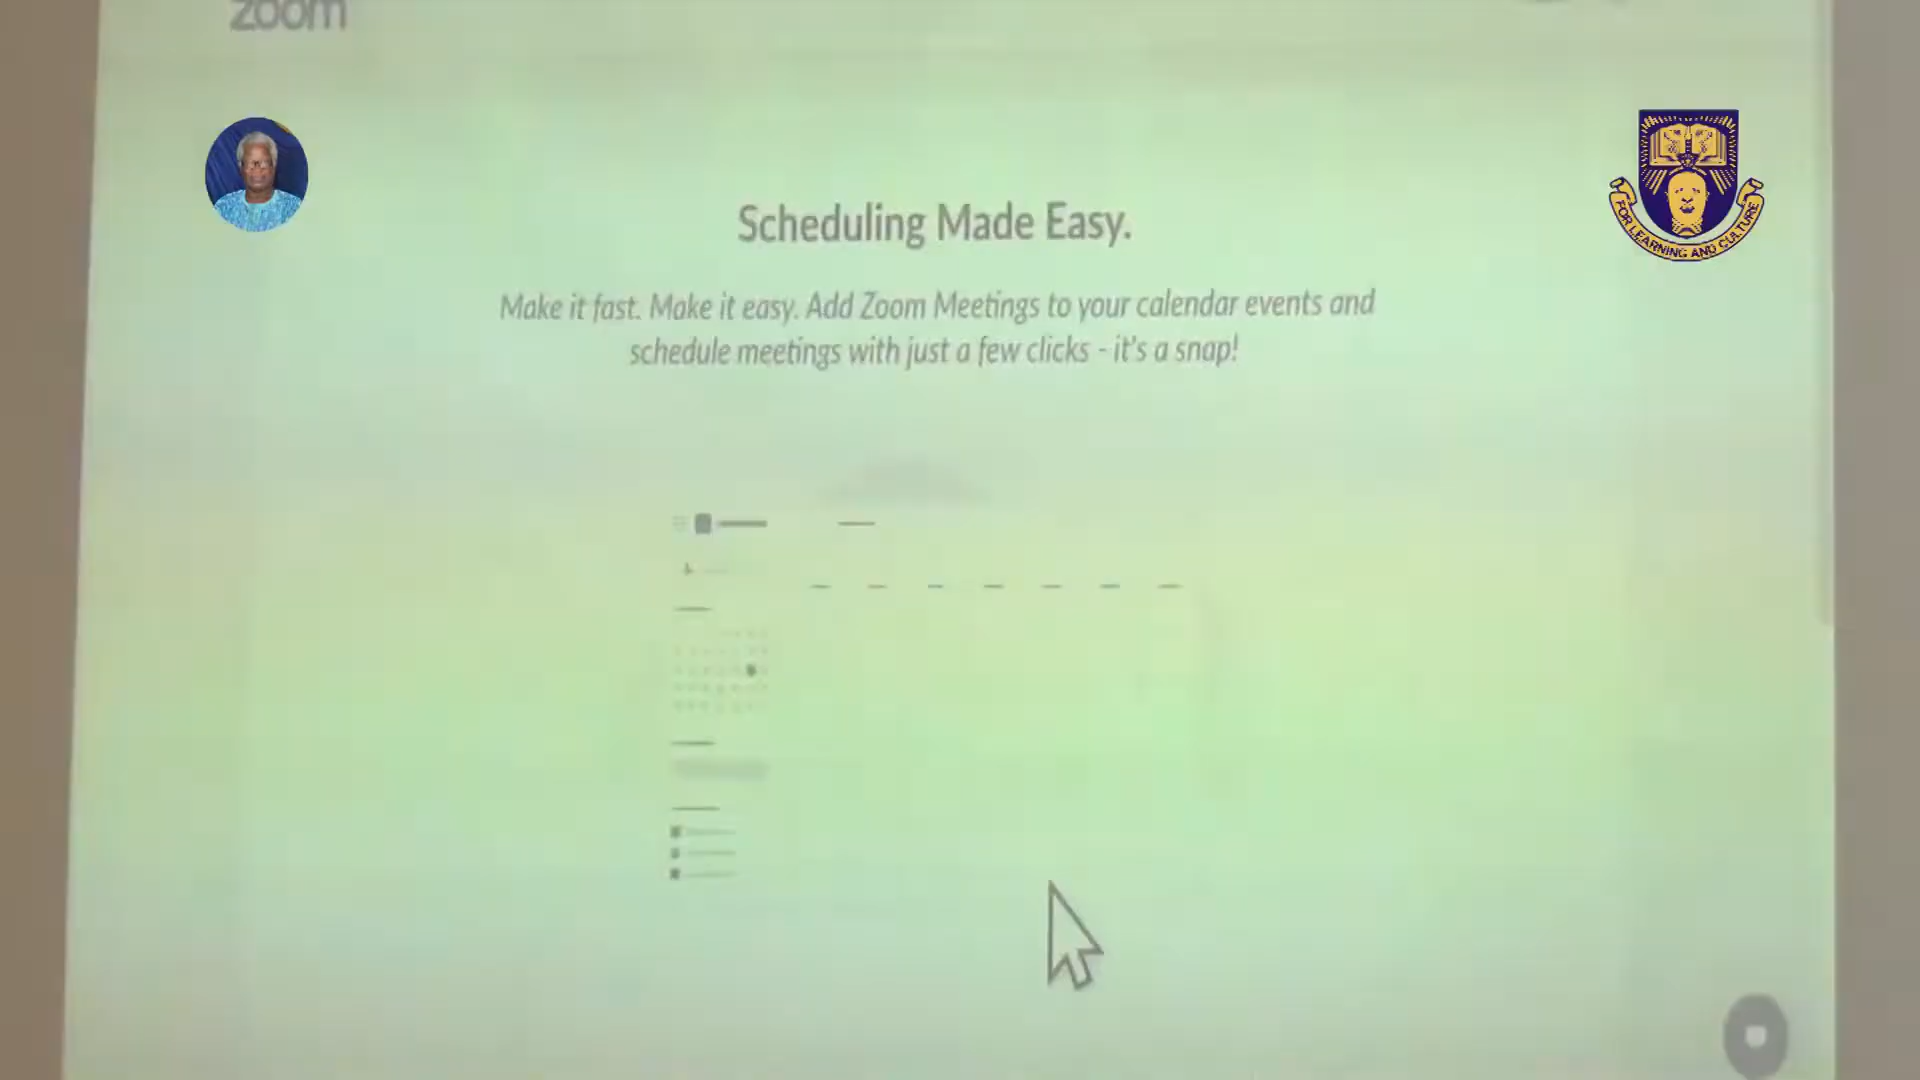 zoom
Scheduling Made Easy.
Make it fast. Make it easy. Add Zoom Meetings to your calendar events and
schedule meetings with just a few clicks - it's a snap!
FOR LEARNING AND CULTURE